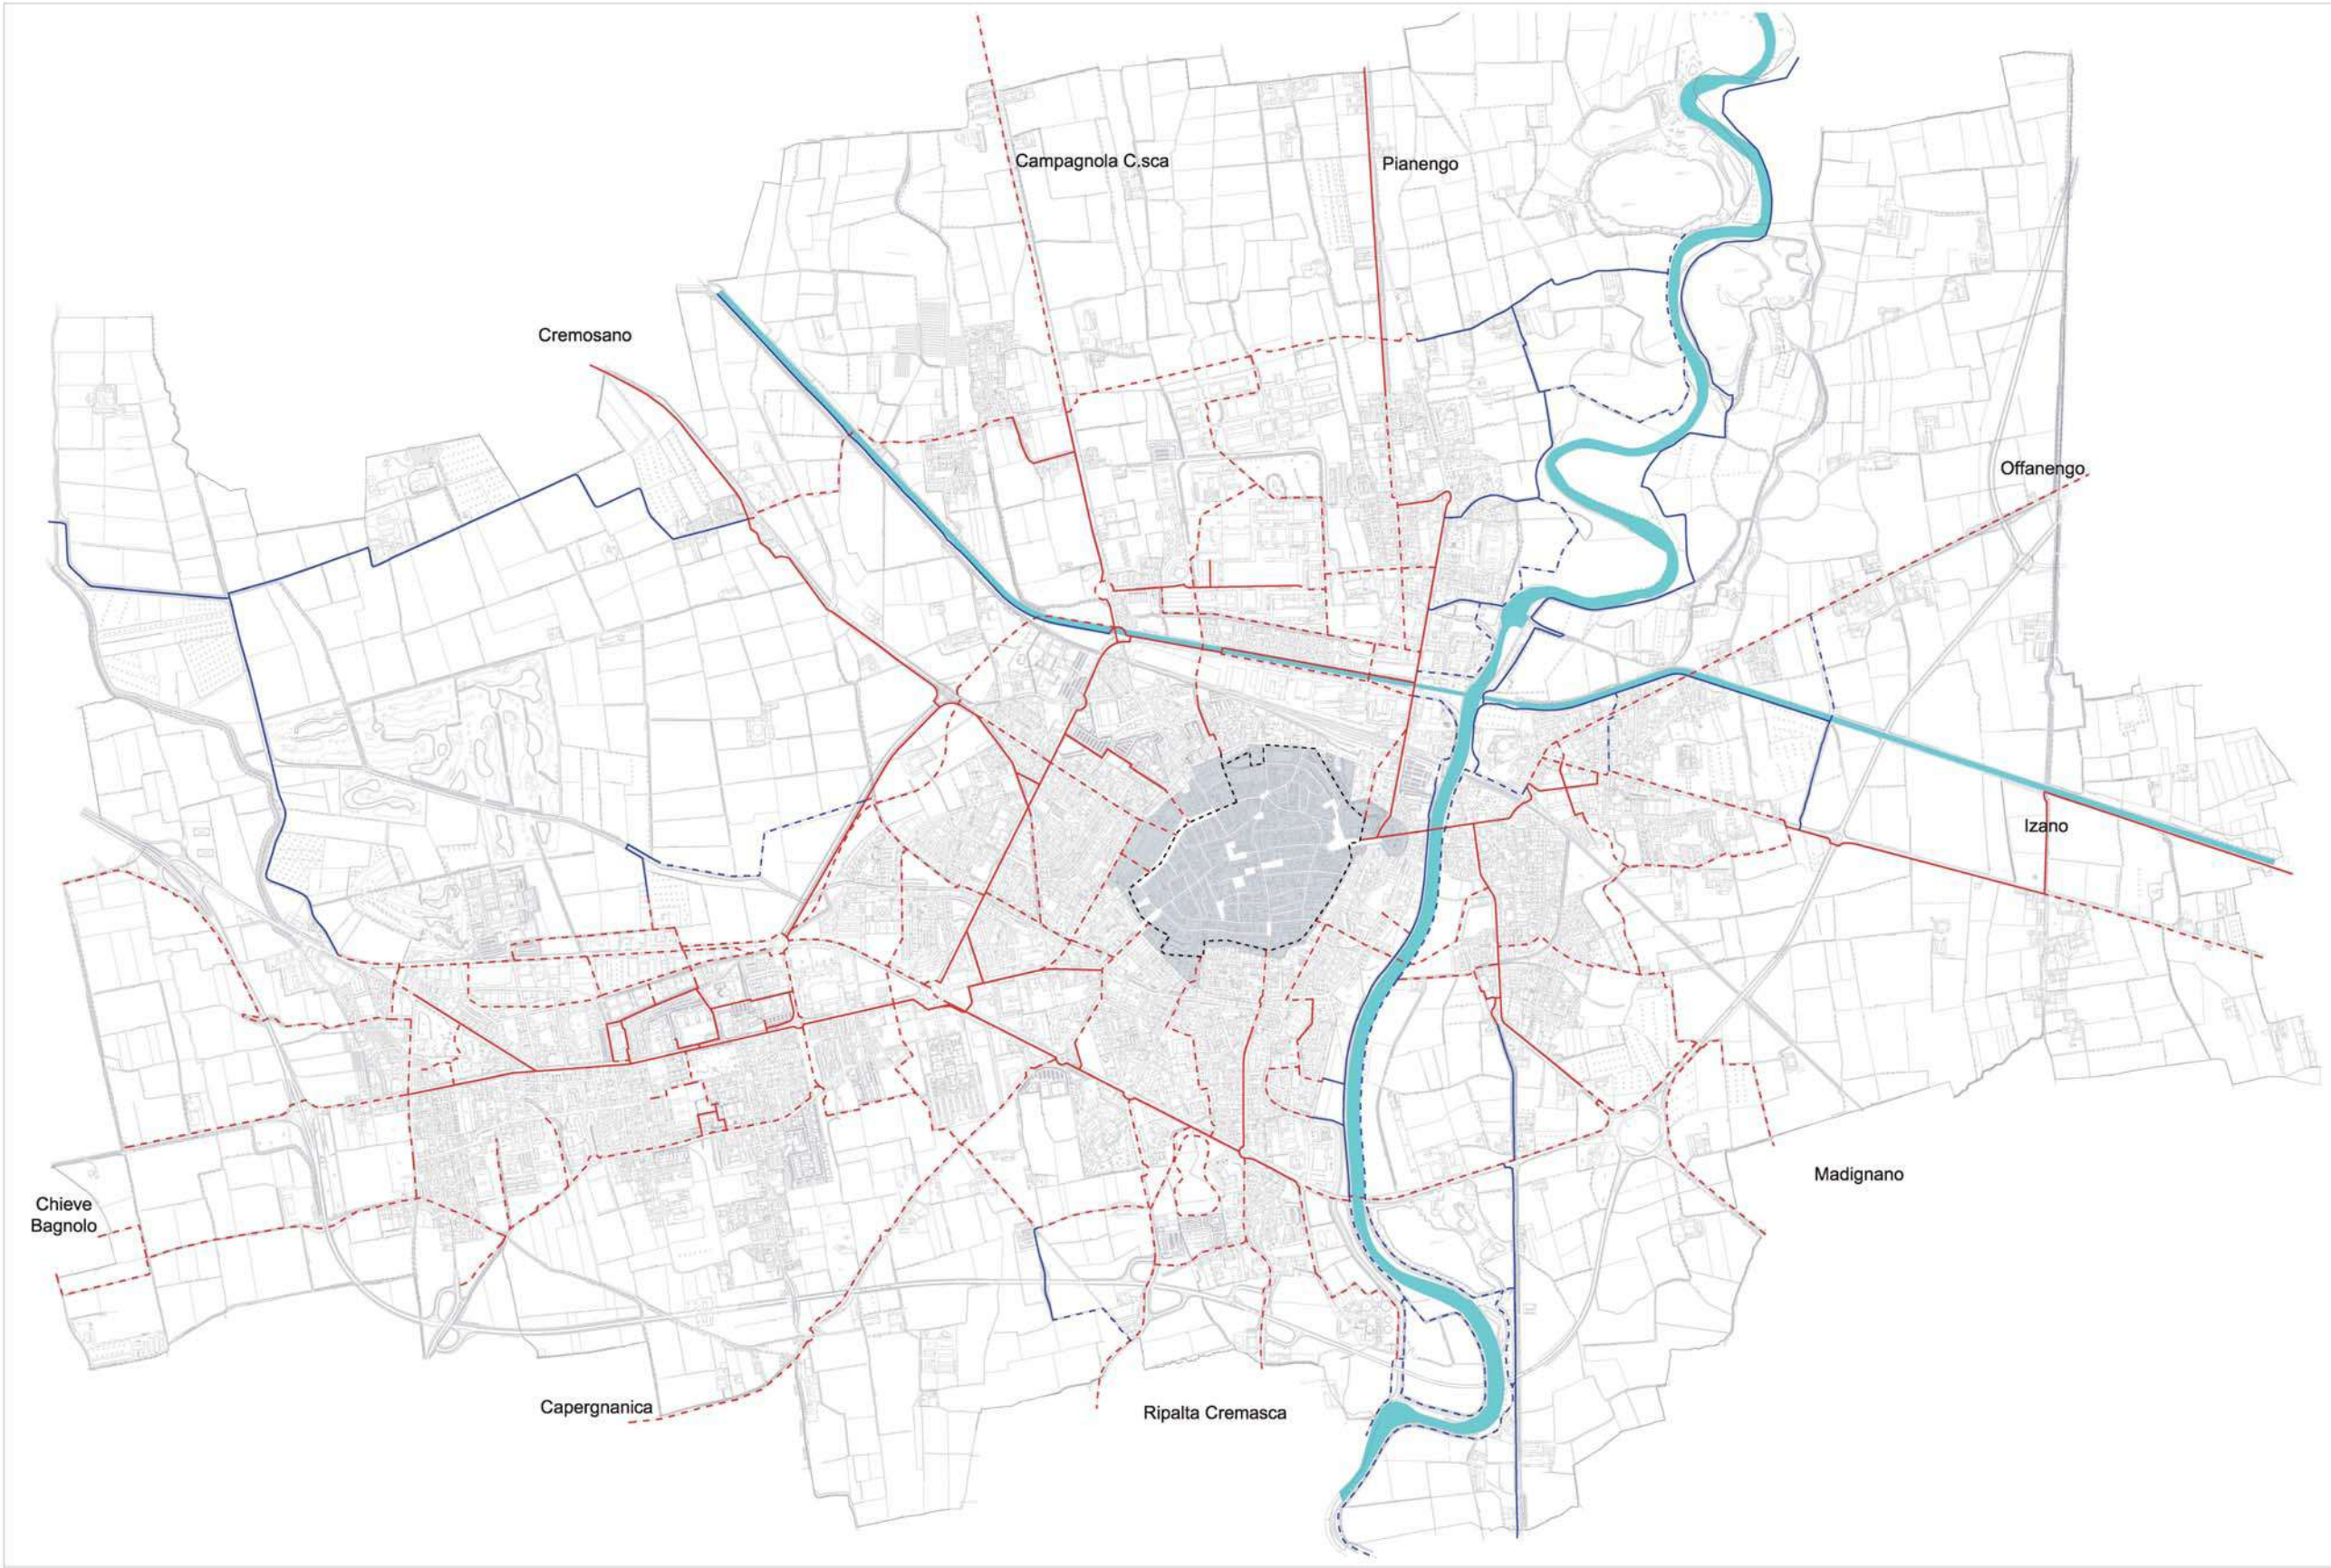 Campagnola C.sca
Pianengo
Cremosano
Offanengo
Izano
Madignano
Chieve
Bagnolo
Capergnanica
Ripalta Cremasca